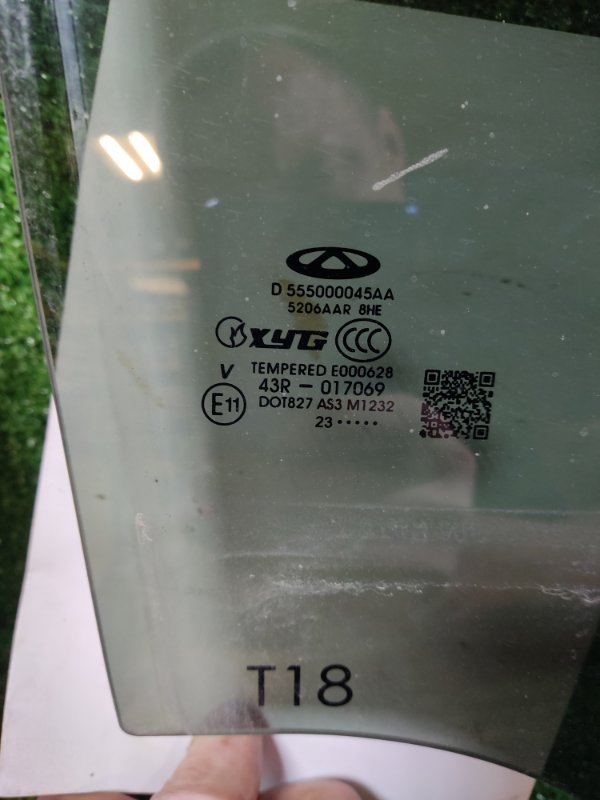 D 555000045AA
5206AAR 8HE
XYG CCC
V TEMPERED E000628
43R - 017069
E11 DOT827 AS3 M1232
23 •••••
T18